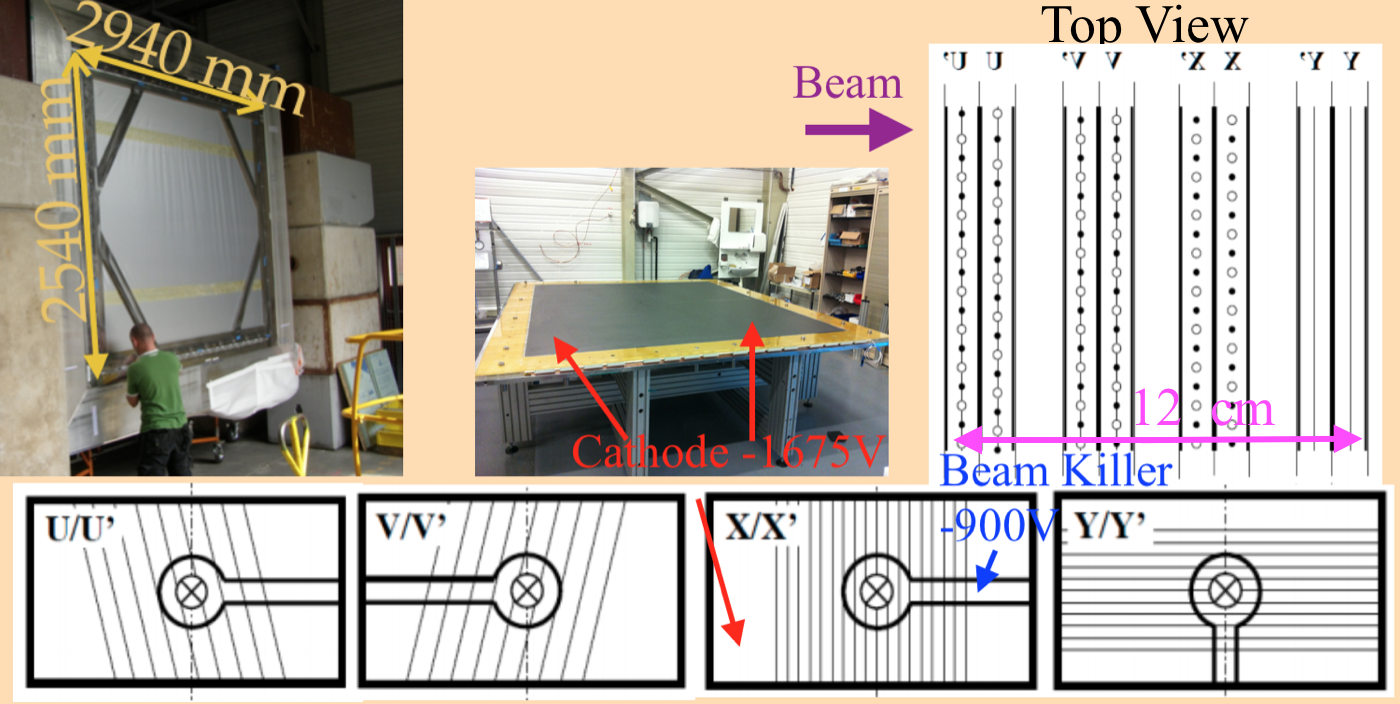 2940 mm
2540 mm
Top View
'U U 'V V 'X X 'Y Y
Beam
Cathode -1675V
12 cm
Beam Killer
-900V
U/U’
V/V’
X/X’
Y/Y’